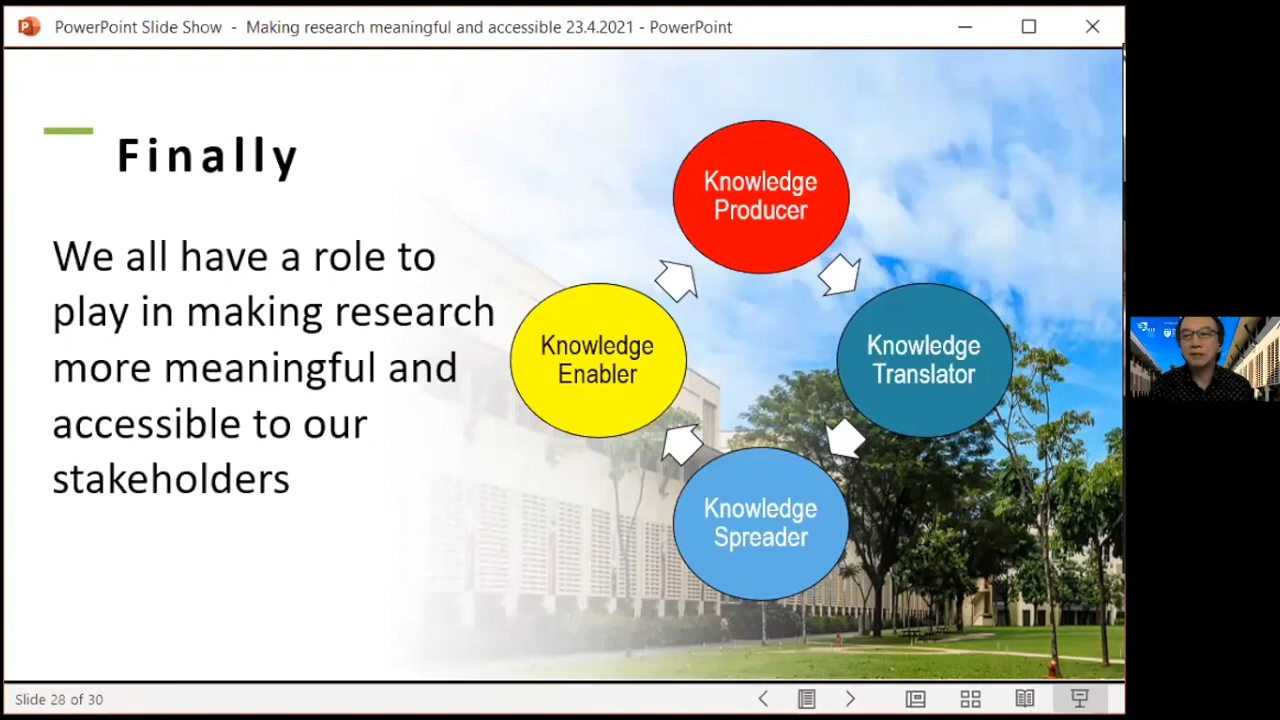 PowerPoint Slide Show - Making research meaningful and accessible 23.4.2021 - PowerPoint
Finally
We all have a role to
play in making research
more meaningful and
accessible to our
stakeholders
Knowledge
Producer
Knowledge
Translator
Knowledge
Spreader
Knowledge
Enabler
Slide 28 of 30